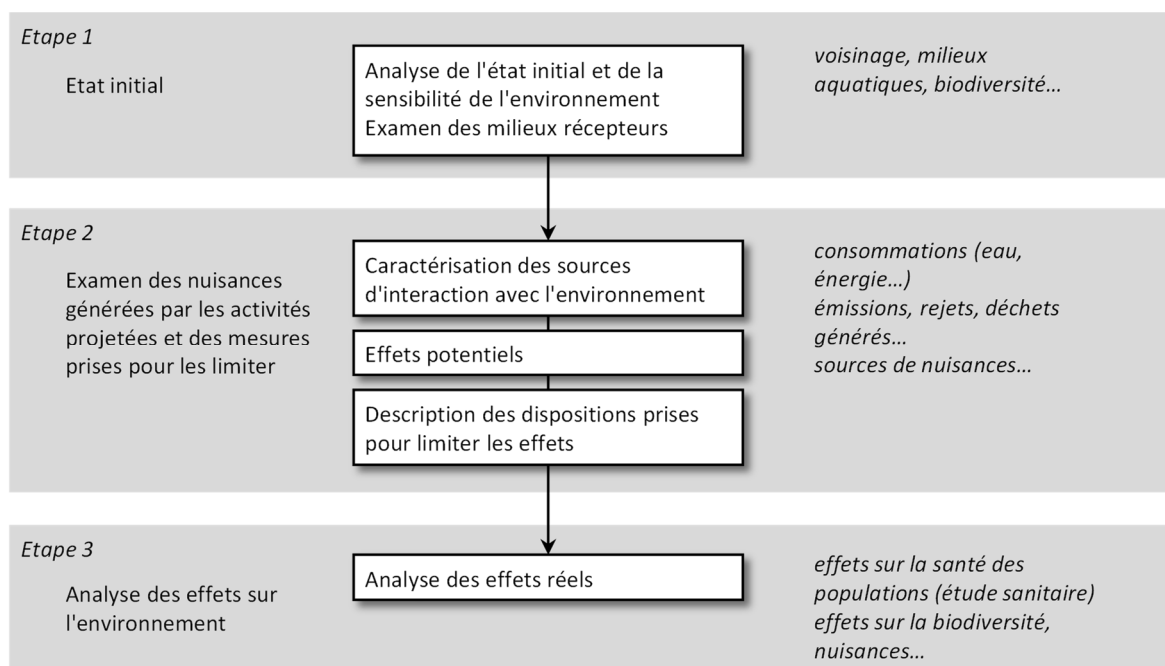 Etape 1
Etat initial
Analyse de l'état initial et de la
sensibilité de l'environnement
Examen des milieux récepteurs
voisinage, milieux
aquatiques, biodiversité…
Etape 2
Examen des nuisances
générées par les activités
projetées et des mesures
prises pour les limiter
Caractérisation des sources
d'interaction avec l'environnement
Effets potentiels
Description des dispositions prises
pour limiter les effets
consommations (eau,
énergie…)
émissions, rejets, déchets
générés…
sources de nuisances…
Etape 3
Analyse des effets sur
l'environnement
Analyse des effets réels
effets sur la santé des
populations (étude sanitaire)
effets sur la biodiversité,
nuisances…